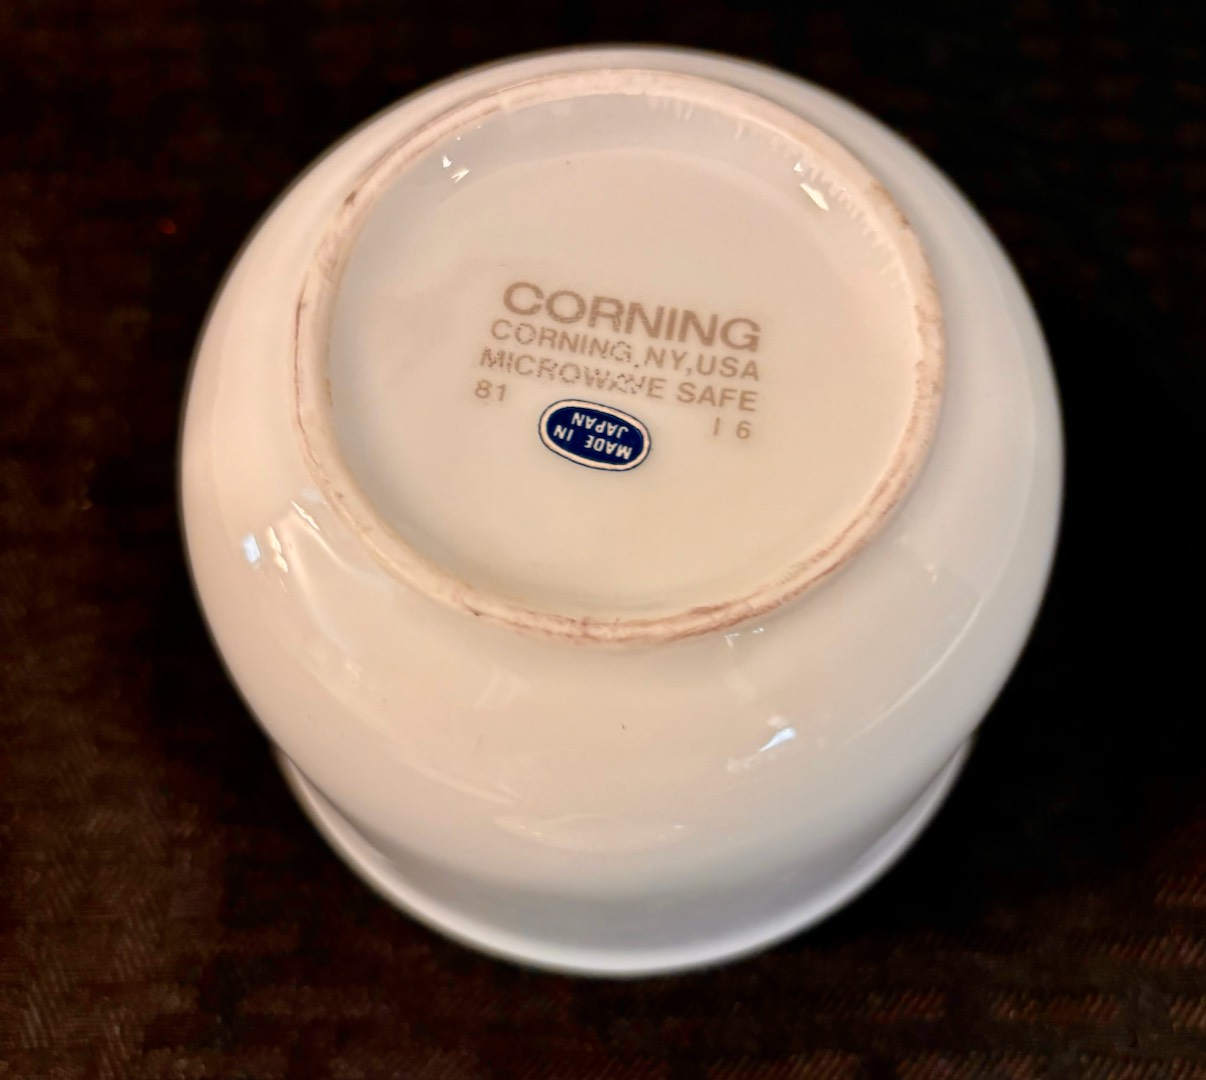 CORNING
CORNING, NY, USA
MICROWAVE SAFE
81 I 6
MADE IN
JAPAN